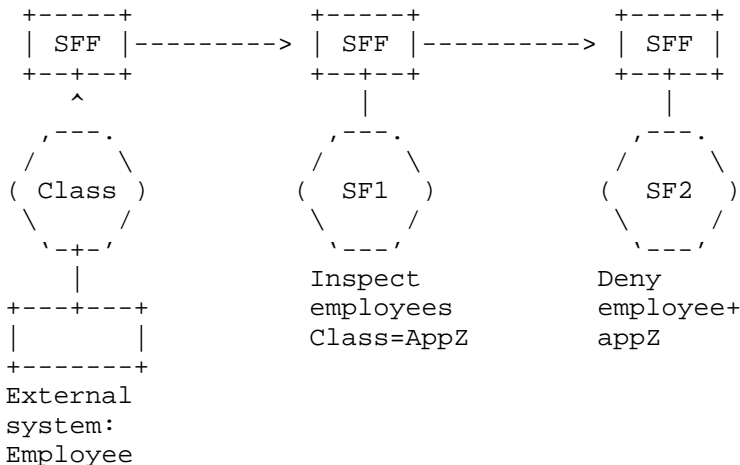 SFF SFF SFF
Class SF1 SF2
Inspect Deny
employees employee+
Class=AppZ appZ
External
system:
Employee